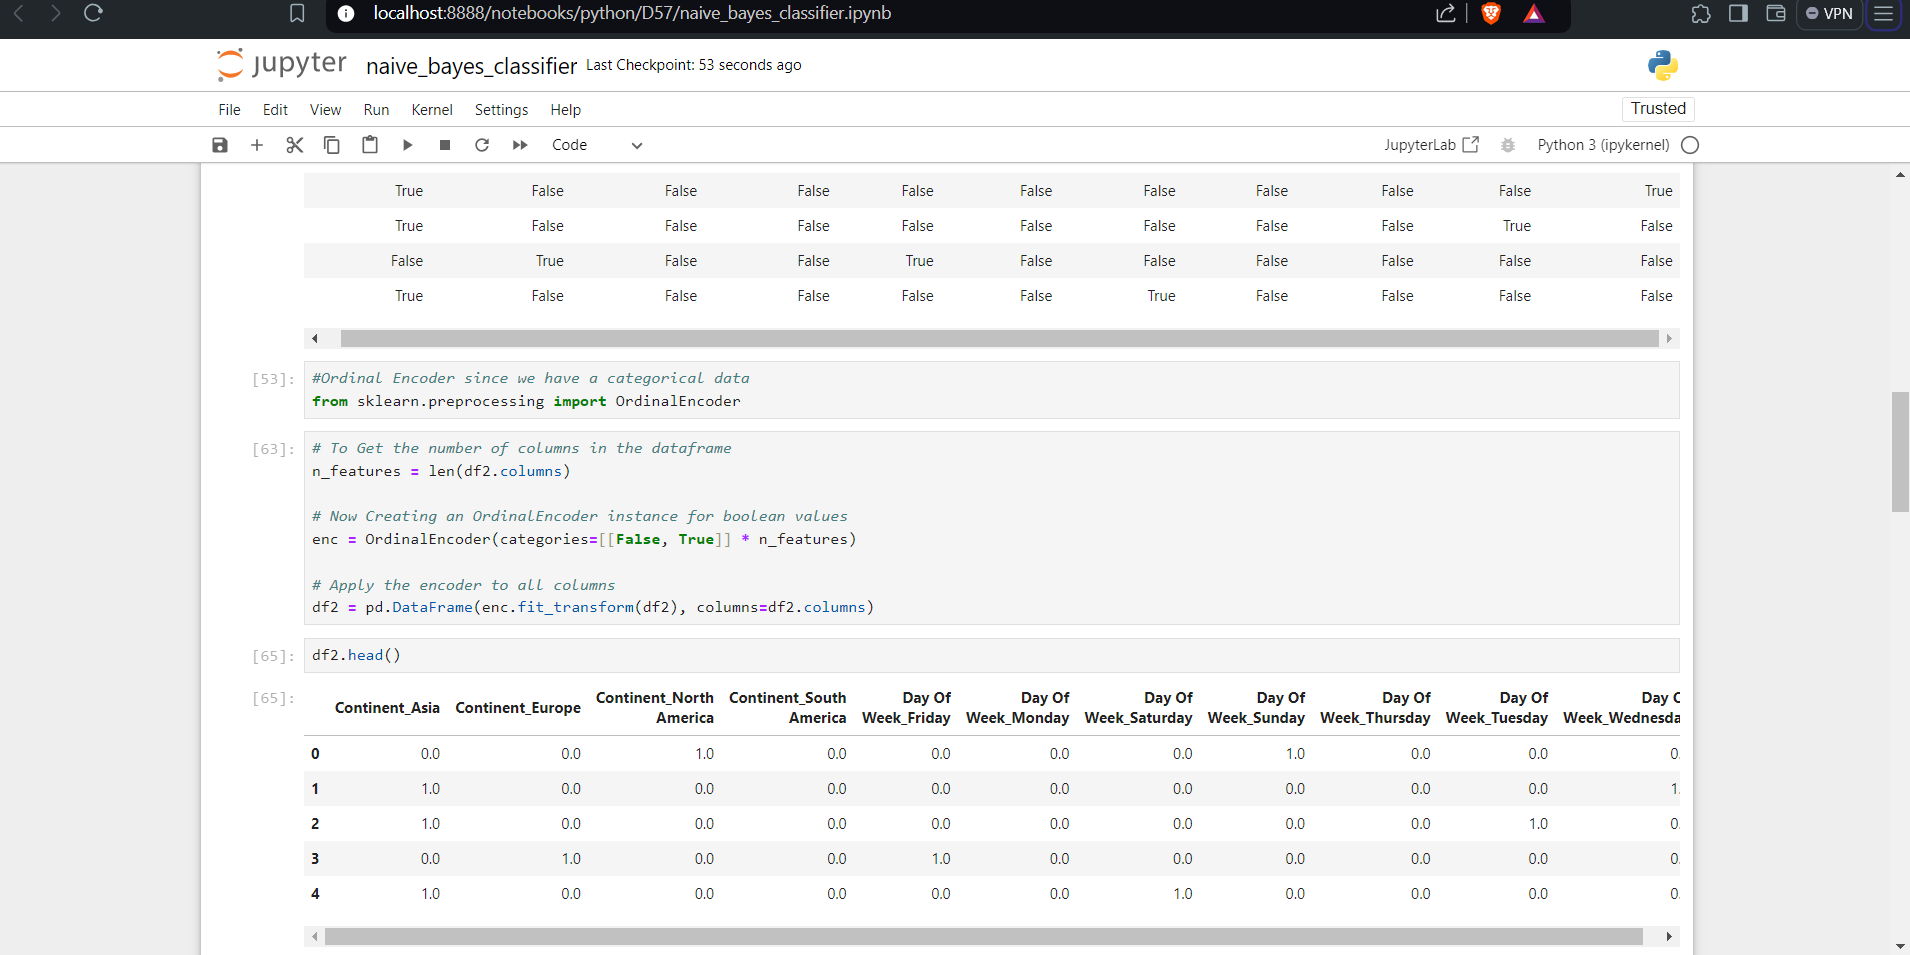 localhost:8888/notebooks/python/D57/naive_bayes_classifier.ipynb
VPN
jupyter naive_bayes_classifier Last Checkpoint: 53 seconds ago
File Edit View Run Kernel Settings Help
Trusted
Code
JupyterLab
Python 3 (ipykernel)
True False False False False False False False False False True
True False False False False False False False False True False
False True False False True False False False False False False
True False False False False False True False False False False
[53]:
#Ordinal Encoder since we have a categorical data
from sklearn.preprocessing import OrdinalEncoder
[63]:
# To Get the number of columns in the dataframe
n_features = len(df2.columns)
# Now Creating an OrdinalEncoder instance for boolean values
enc = OrdinalEncoder(categories=[[False, True]] * n_features)
# Apply the encoder to all columns
df2 = pd.DataFrame(enc.fit_transform(df2), columns=df2.columns)
[65]:
df2.head()
[65]:
Continent_Asia Continent_Europe Continent_North America Continent_South America Day Of Week_Friday Day Of Week_Monday Day Of Week_Saturday Day Of Week_Sunday Day Of Week_Thursday Day Of Week_Tuesday Day Week_Wednesda
0 0.0 0.0 1.0 0.0 0.0 0.0 0.0 1.0 0.0 0.0 0.
1 1.0 0.0 0.0 0.0 0.0 0.0 0.0 0.0 0.0 0.0 1.
2 1.0 0.0 0.0 0.0 0.0 0.0 0.0 0.0 0.0 1.0 0.
3 0.0 1.0 0.0 0.0 1.0 0.0 0.0 0.0 0.0 0.0 0.
4 1.0 0.0 0.0 0.0 0.0 0.0 1.0 0.0 0.0 0.0 0.